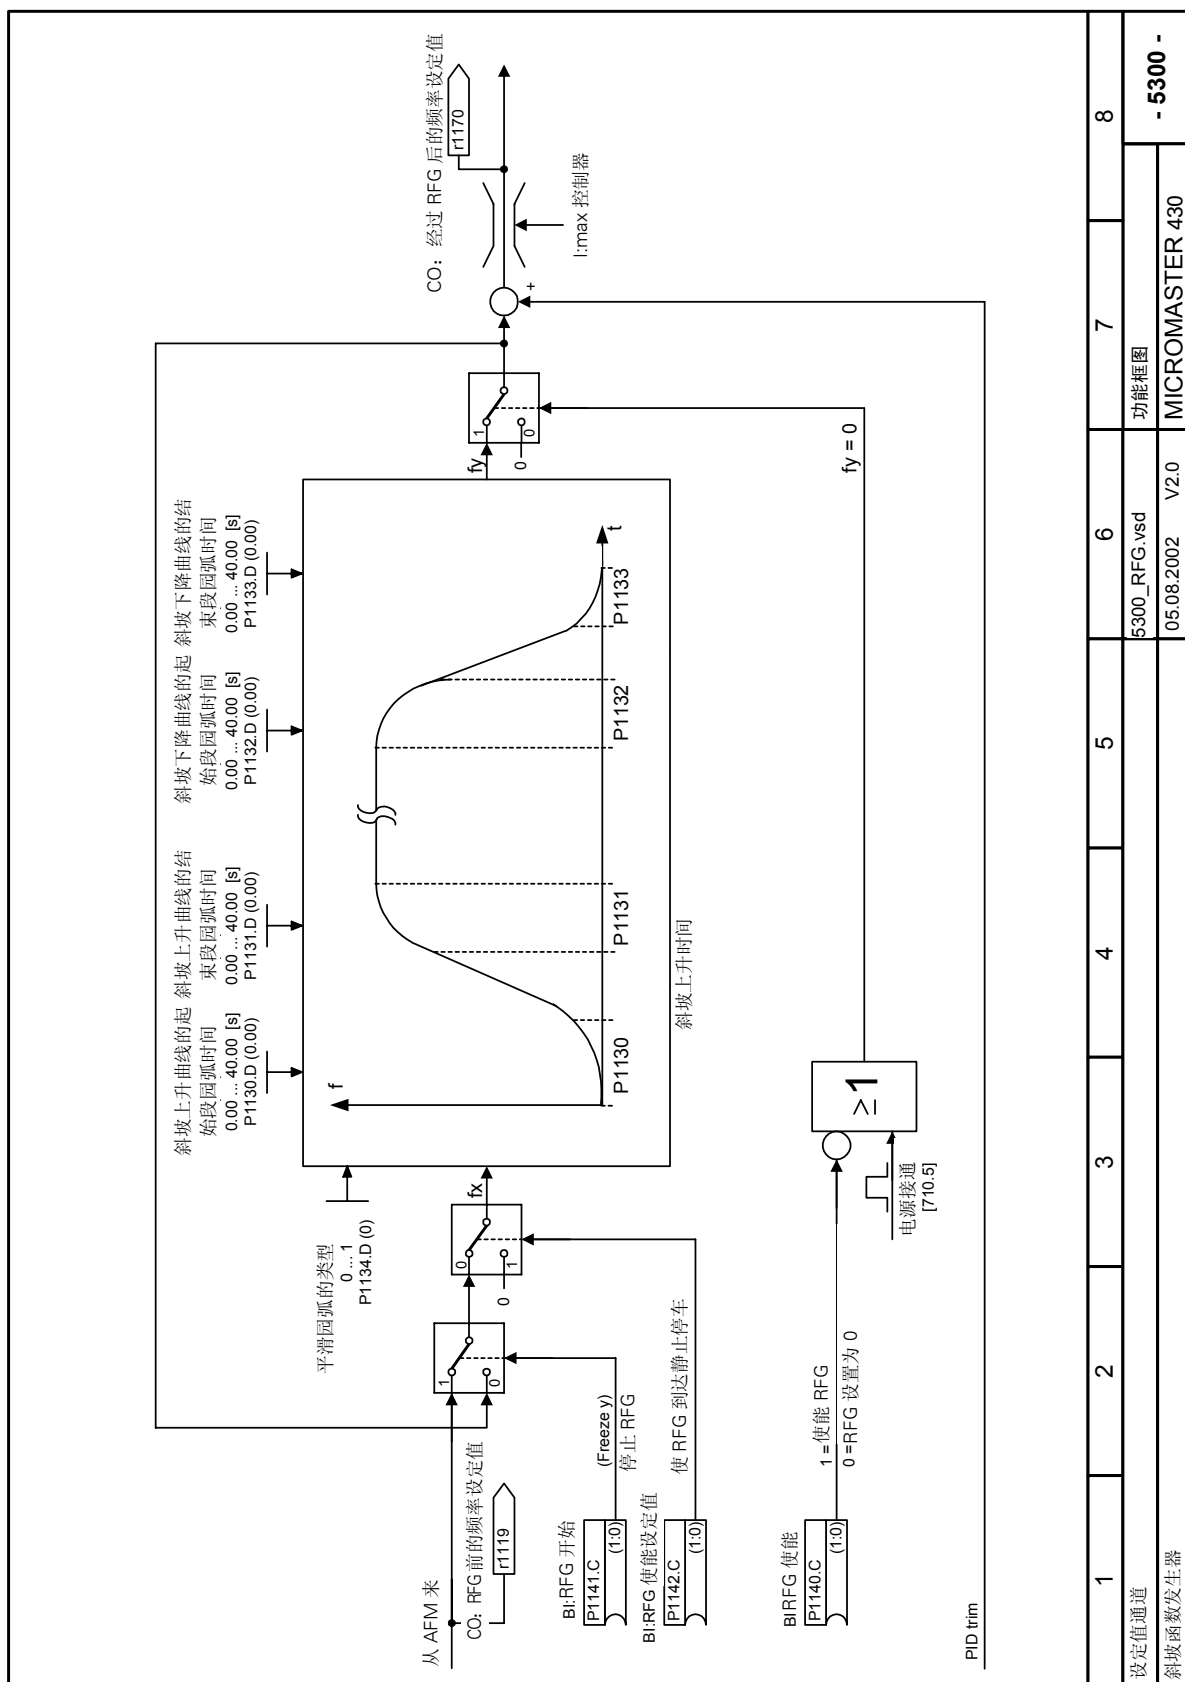 CO：经过 RFG 后的频率设定值
r1170
I:max 控制器
+
斜坡上升曲线的起
始段园弧时间
0.00 ... 40.00 [s]
P1130.D (0.00)
斜坡上升曲线的结
束段园弧时间
0.00 ... 40.00 [s]
P1131.D (0.00)
斜坡下降曲线的起
始段园弧时间
0.00 ... 40.00 [s]
P1132.D (0.00)
斜坡下降曲线的结
束段园弧时间
0.00 ... 40.00 [s]
P1133.D (0.00)
平滑园弧的类型
0 ... 1
P1134.D (0)
f
t
P1130
P1131
P1132
P1133
斜坡上升时间
fx
fy
1
0
0
0
1
0
1
0
从 AFM 来
CO：RFG 前的频率设定值
r1119
BI:RFG 开始
P1141.C
(1:0)
(Freeze y)
停止 RFG
BI:RFG 使能设定值
P1142.C
(1:0)
使 RFG 到达静止停车
BIRFG 使能
P1140.C
(1:0)
1 =使能 RFG
0 =RFG 设置为 0
电源接通
[710.5]
≥1
fy = 0
PID trim
1
2
3
4
5
6
7
8
设定值通道
斜坡函数发生器
5300_RFG.vsd
05.08.2002
V2.0
功能框图
MICROMASTER 430
- 5300 -